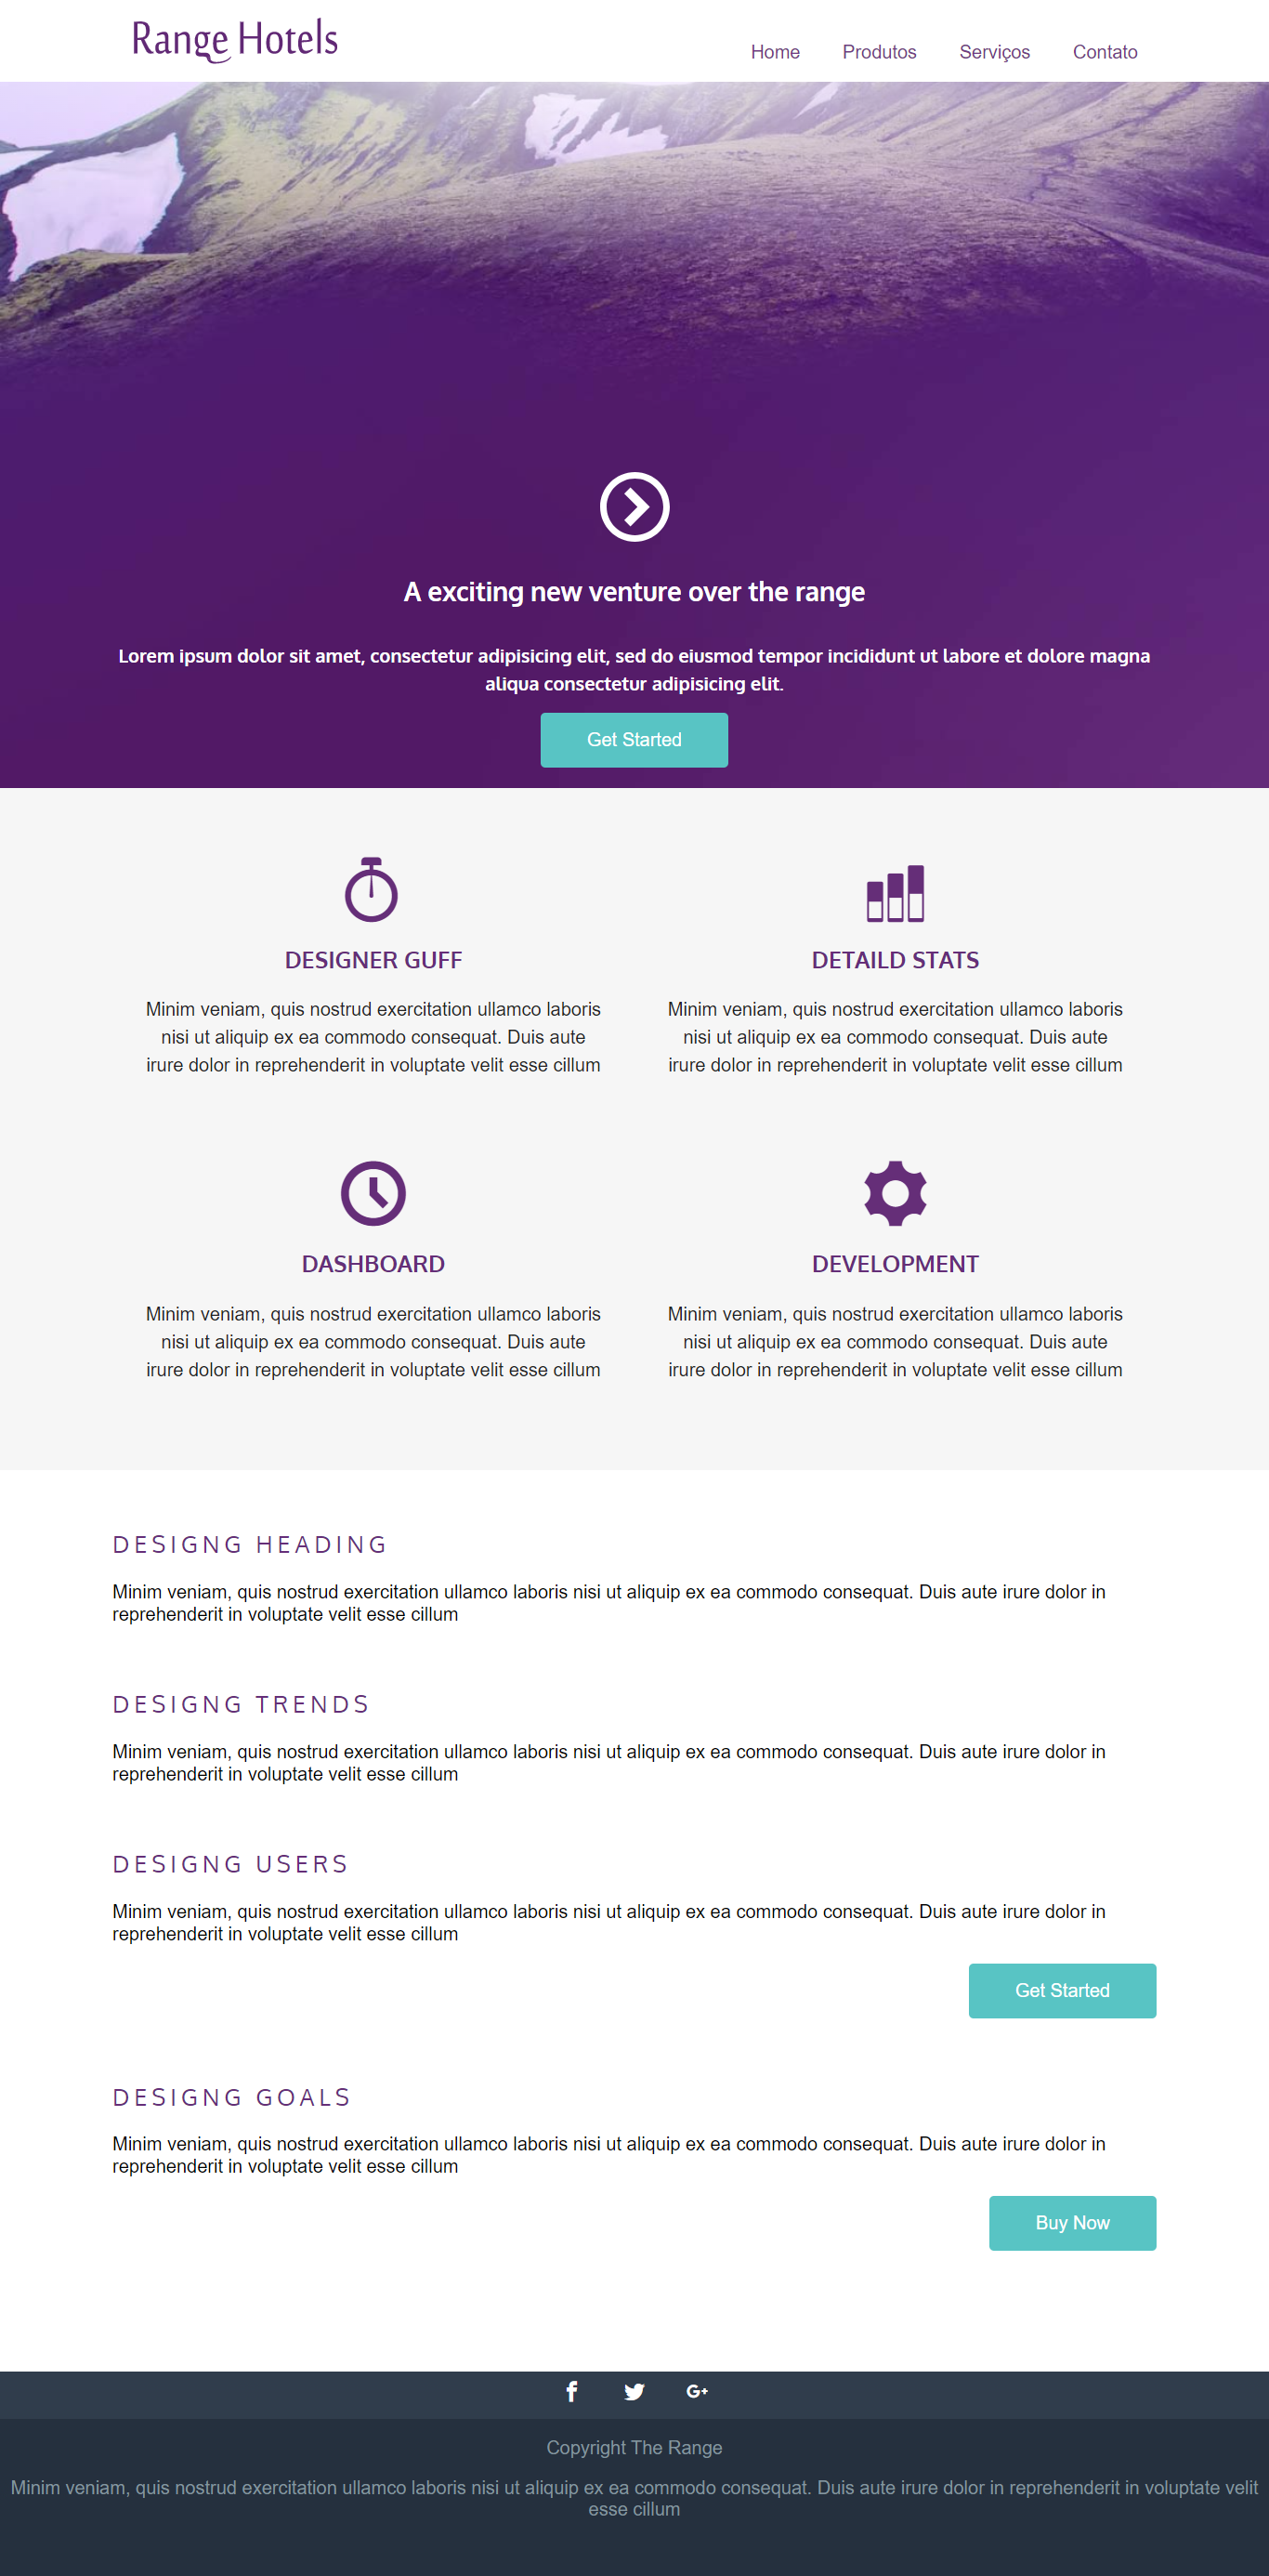 Range Hotels
Home Produtos Serviços Contato
A exciting new venture over the range
Lorem ipsum dolor sit amet, consectetur adipisicing elit, sed do eiusmod tempor incididunt ut labore et dolore magna
aliqua consectetur adipisicing elit.
Get Started
DESIGNER GUFF
Minim veniam, quis nostrud exercitation ullamco laboris
nisi ut aliquip ex ea commodo consequat. Duis aute
irure dolor in reprehenderit in voluptate velit esse cillum
DETAILD STATS
Minim veniam, quis nostrud exercitation ullamco laboris
nisi ut aliquip ex ea commodo consequat. Duis aute
irure dolor in reprehenderit in voluptate velit esse cillum
DASHBOARD
Minim veniam, quis nostrud exercitation ullamco laboris
nisi ut aliquip ex ea commodo consequat. Duis aute
irure dolor in reprehenderit in voluptate velit esse cillum
DEVELOPMENT
Minim veniam, quis nostrud exercitation ullamco laboris
nisi ut aliquip ex ea commodo consequat. Duis aute
irure dolor in reprehenderit in voluptate velit esse cillum
DESIGNG HEADING
Minim veniam, quis nostrud exercitation ullamco laboris nisi ut aliquip ex ea commodo consequat. Duis aute irure dolor in
reprehenderit in voluptate velit esse cillum
DESIGNG TRENDS
Minim veniam, quis nostrud exercitation ullamco laboris nisi ut aliquip ex ea commodo consequat. Duis aute irure dolor in
reprehenderit in voluptate velit esse cillum
DESIGNG USERS
Minim veniam, quis nostrud exercitation ullamco laboris nisi ut aliquip ex ea commodo consequat. Duis aute irure dolor in
reprehenderit in voluptate velit esse cillum
Get Started
DESIGNG GOALS
Minim veniam, quis nostrud exercitation ullamco laboris nisi ut aliquip ex ea commodo consequat. Duis aute irure dolor in
reprehenderit in voluptate velit esse cillum
Buy Now
G+
Copyright The Range
Minim veniam, quis nostrud exercitation ullamco laboris nisi ut aliquip ex ea commodo consequat. Duis aute irure dolor in reprehenderit in voluptate velit
esse cillum